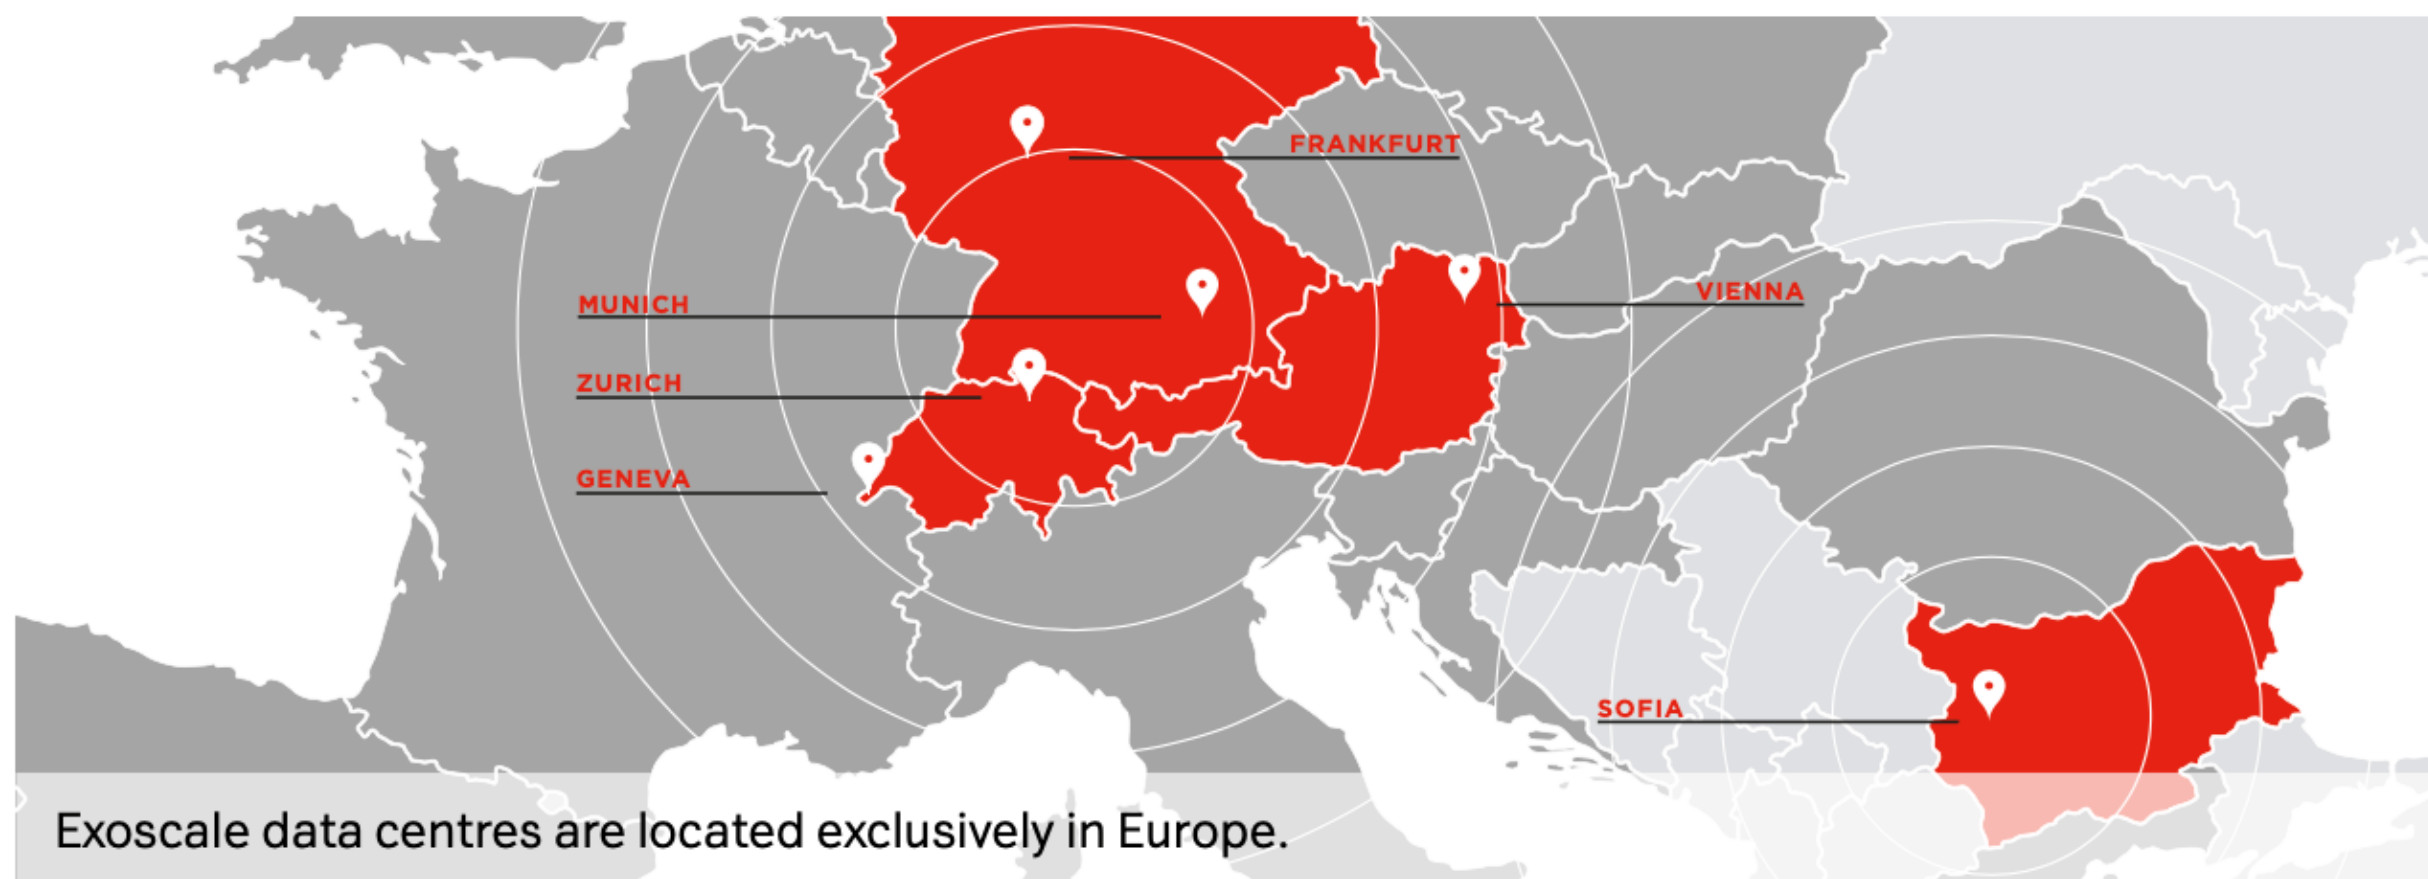 FRANKFURT
MUNICH
VIENNA
ZURICH
GENEVA
SOFIA
Exoscale data centres are located exclusively in Europe.